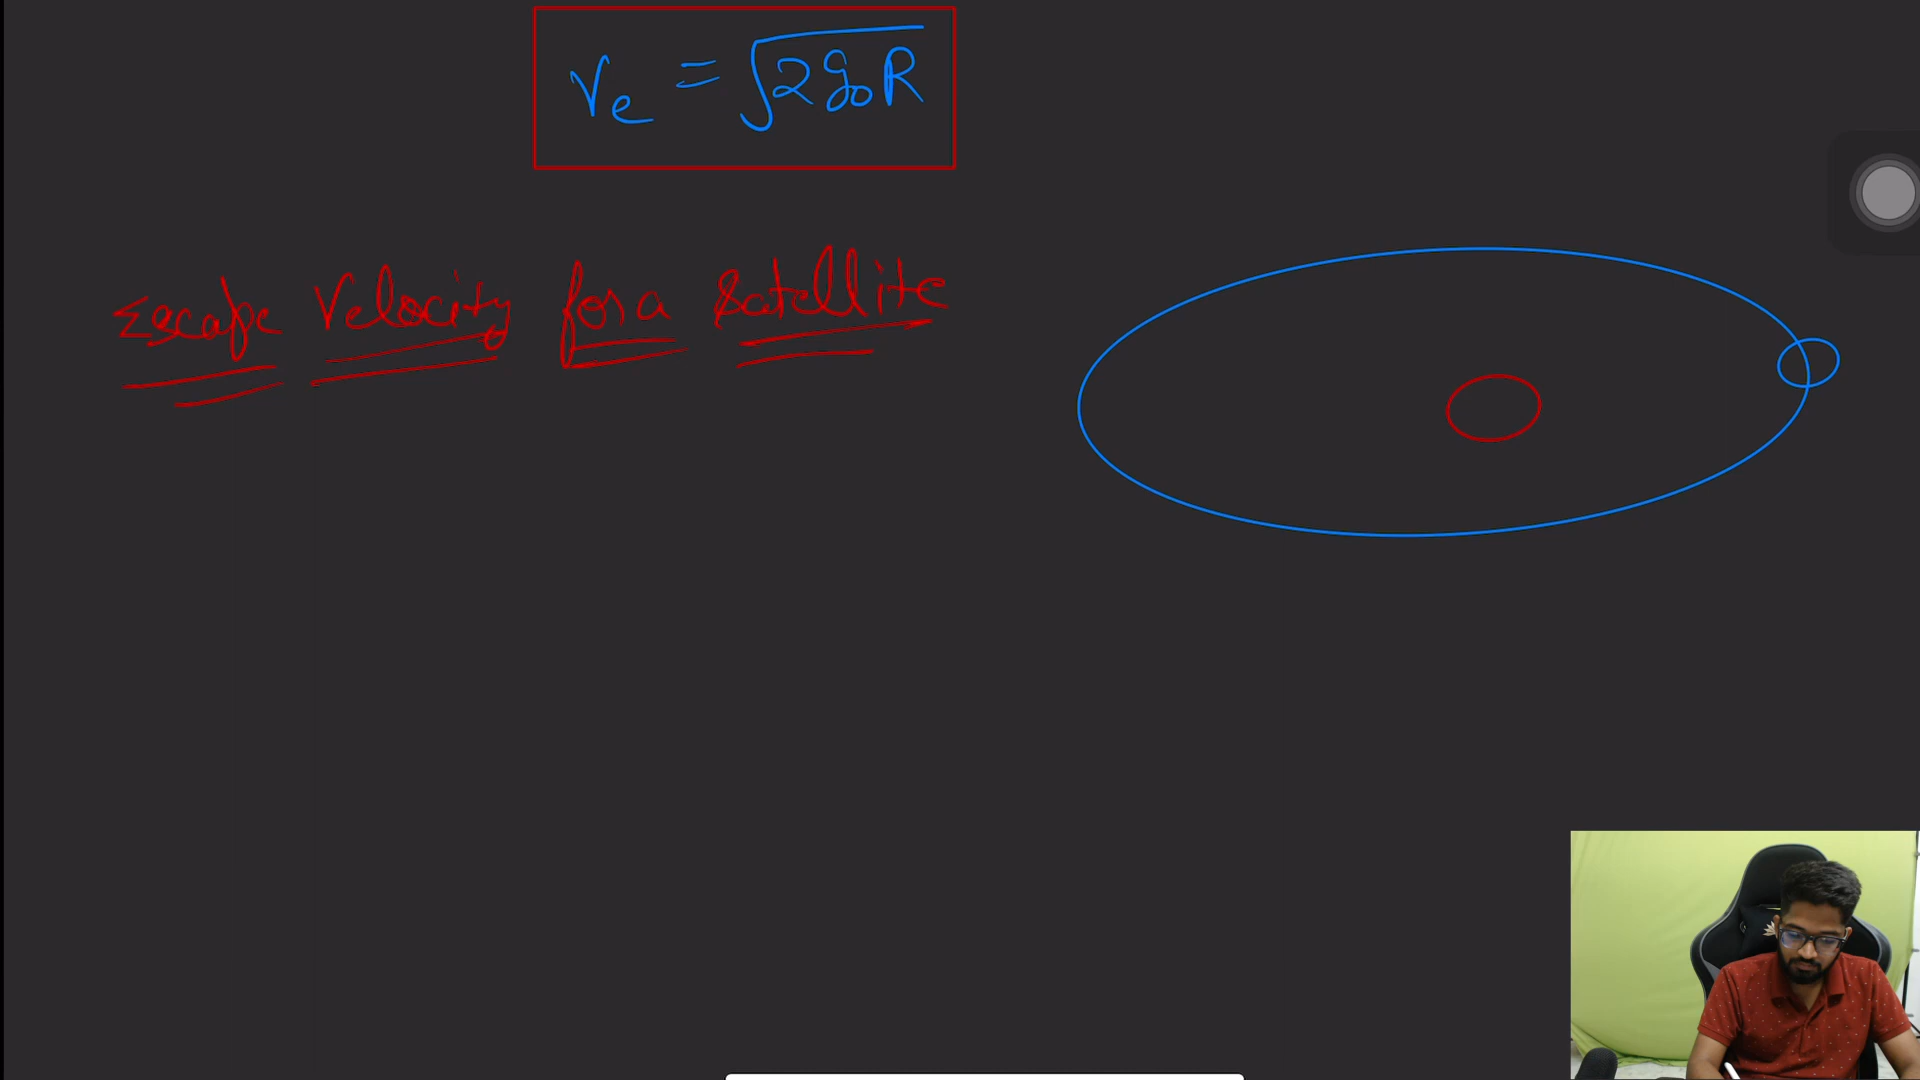 Ve = √2g₀R
Escape Velocity for a Satellite